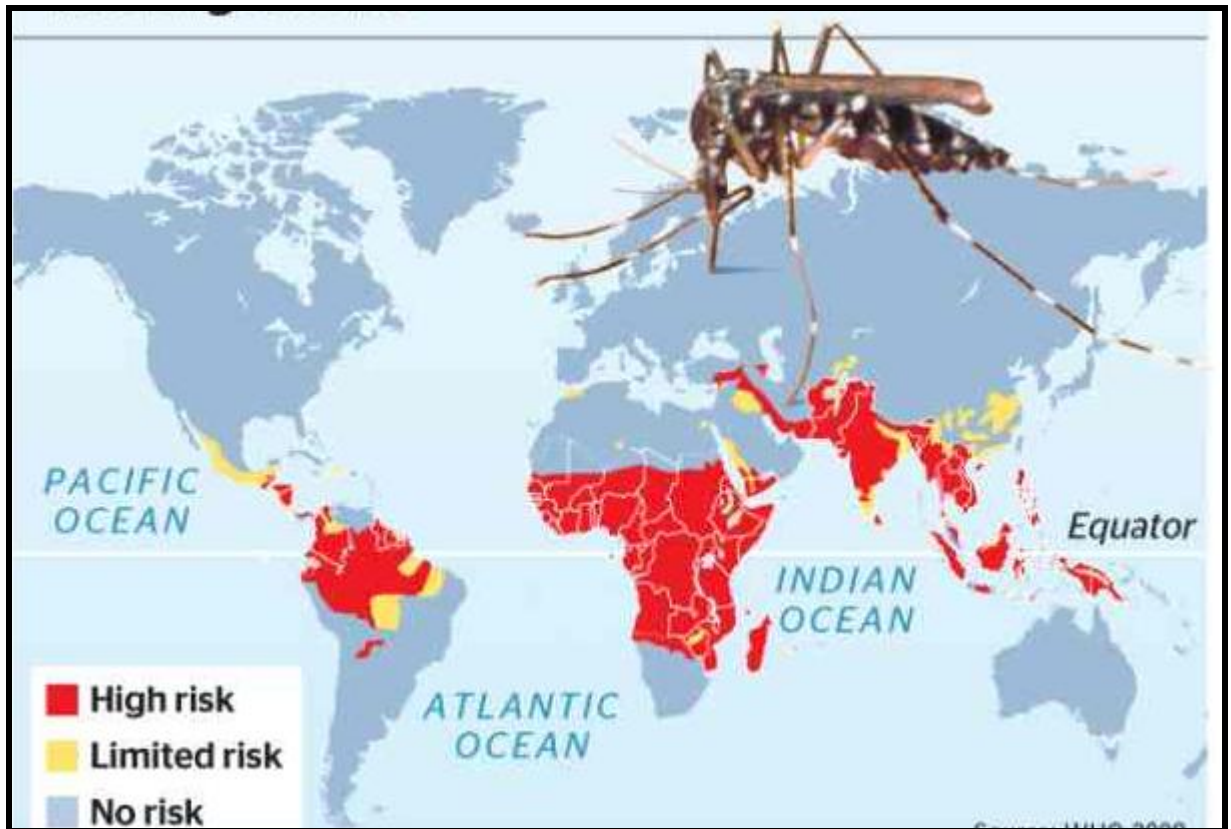 PACIFIC
OCEAN
Equator
INDIAN
OCEAN
ATLANTIC
OCEAN
High risk
Limited risk
No risk